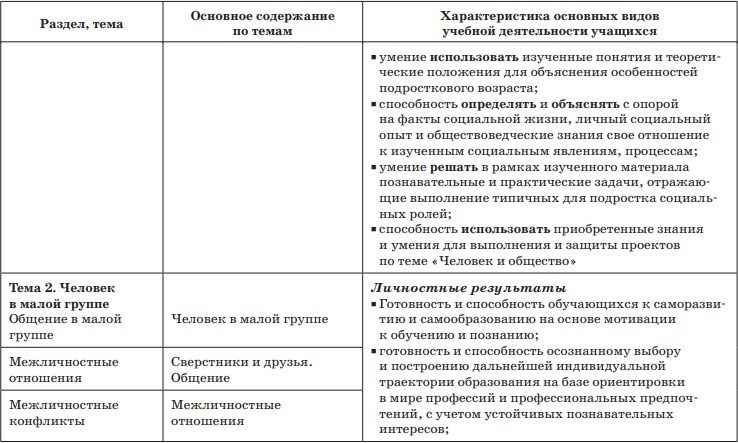 Раздел, тема
Основное содержание
по темам
Характеристика основных видов
учебной деятельности учащихся
▪ умение использовать изученные понятия и теорети-
ческие положения для объяснения особенностей
подросткового возраста;
▪ способность определять и объяснять с опорой
на факты социальной жизни, личный социальный
опыт и обществоведческие знания свое отношение
к изученным социальным явлениям, процессам;
▪ умение решать в рамках изученного материала
познавательные и практические задачи, отражаю-
щие выполнение типичных для подростка социаль-
ных ролей;
▪ способность использовать приобретенные знания
и умения для выполнения и защиты проектов
по теме «Человек и общество»
Тема 2. Человек
в малой группе
Общение в малой
группе
Человек в малой группе
Межличностные
отношения
Сверстники и друзья.
Общение
Межличностные
конфликты
Межличностные
отношения
Личностные результаты
▪ Готовность и способность обучающихся к саморазви-
тию и самообразованию на основе мотивации
к обучению и познанию;
▪ готовность и способность осознанному выбору
и построению дальнейшей индивидуальной
траектории образования на базе ориентировки
в мире профессий и профессиональных предпоч-
тений, с учетом устойчивых познавательных
интересов;